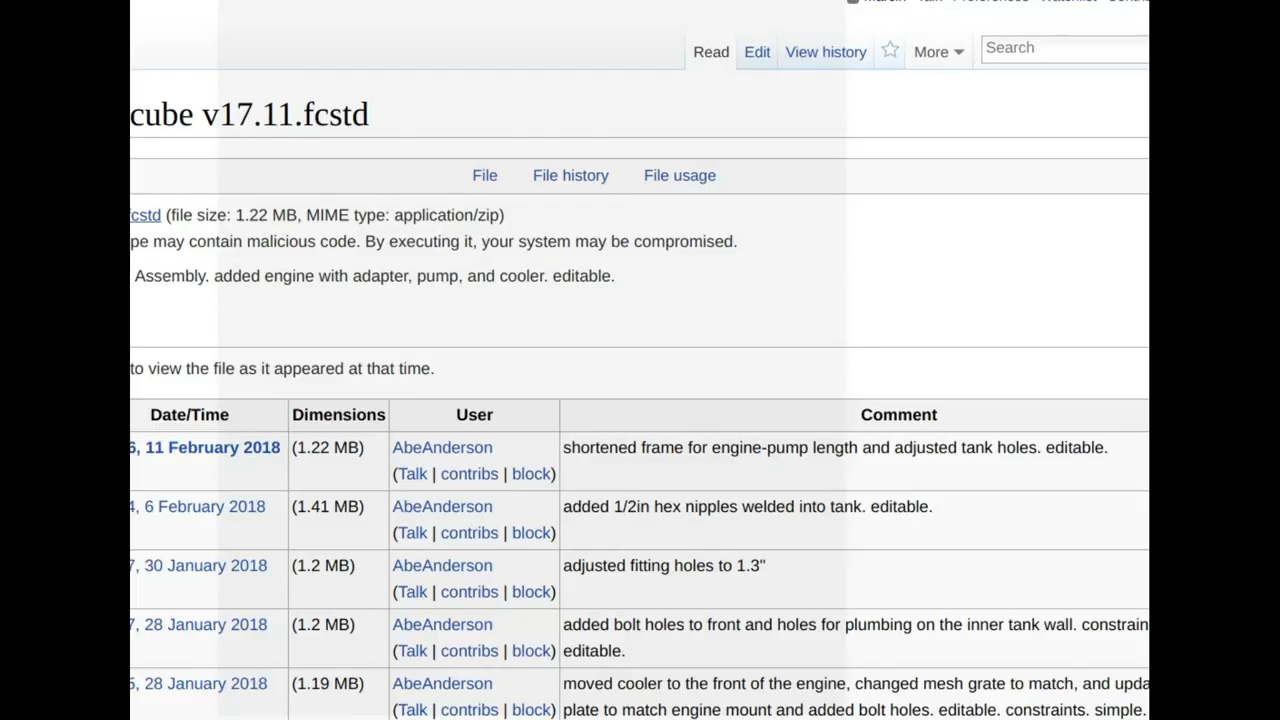 Read Edit View history More Search
cube v17.11.fcstd
File File history File usage
fcstd (file size: 1.22 MB, MIME type: application/zip)
pe may contain malicious code. By executing it, your system may be compromised.
Assembly. added engine with adapter, pump, and cooler. editable.
to view the file as it appeared at that time.
Date/Time Dimensions User Comment
6, 11 February 2018 (1.22 MB) AbeAnderson shortened frame for engine-pump length and adjusted tank holes. editable.
(Talk | contribs | block)
4, 6 February 2018 (1.41 MB) AbeAnderson added 1/2in hex nipples welded into tank. editable.
(Talk | contribs | block)
7, 30 January 2018 (1.2 MB) AbeAnderson adjusted fitting holes to 1.3"
(Talk | contribs | block)
7, 28 January 2018 (1.2 MB) AbeAnderson added bolt holes to front and holes for plumbing on the inner tank wall. constrain
(Talk | contribs | block) editable.
5, 28 January 2018 (1.19 MB) AbeAnderson moved cooler to the front of the engine, changed mesh grate to match, and upda
(Talk | contribs | block) plate to match engine mount and added bolt holes. editable. constraints. simple.